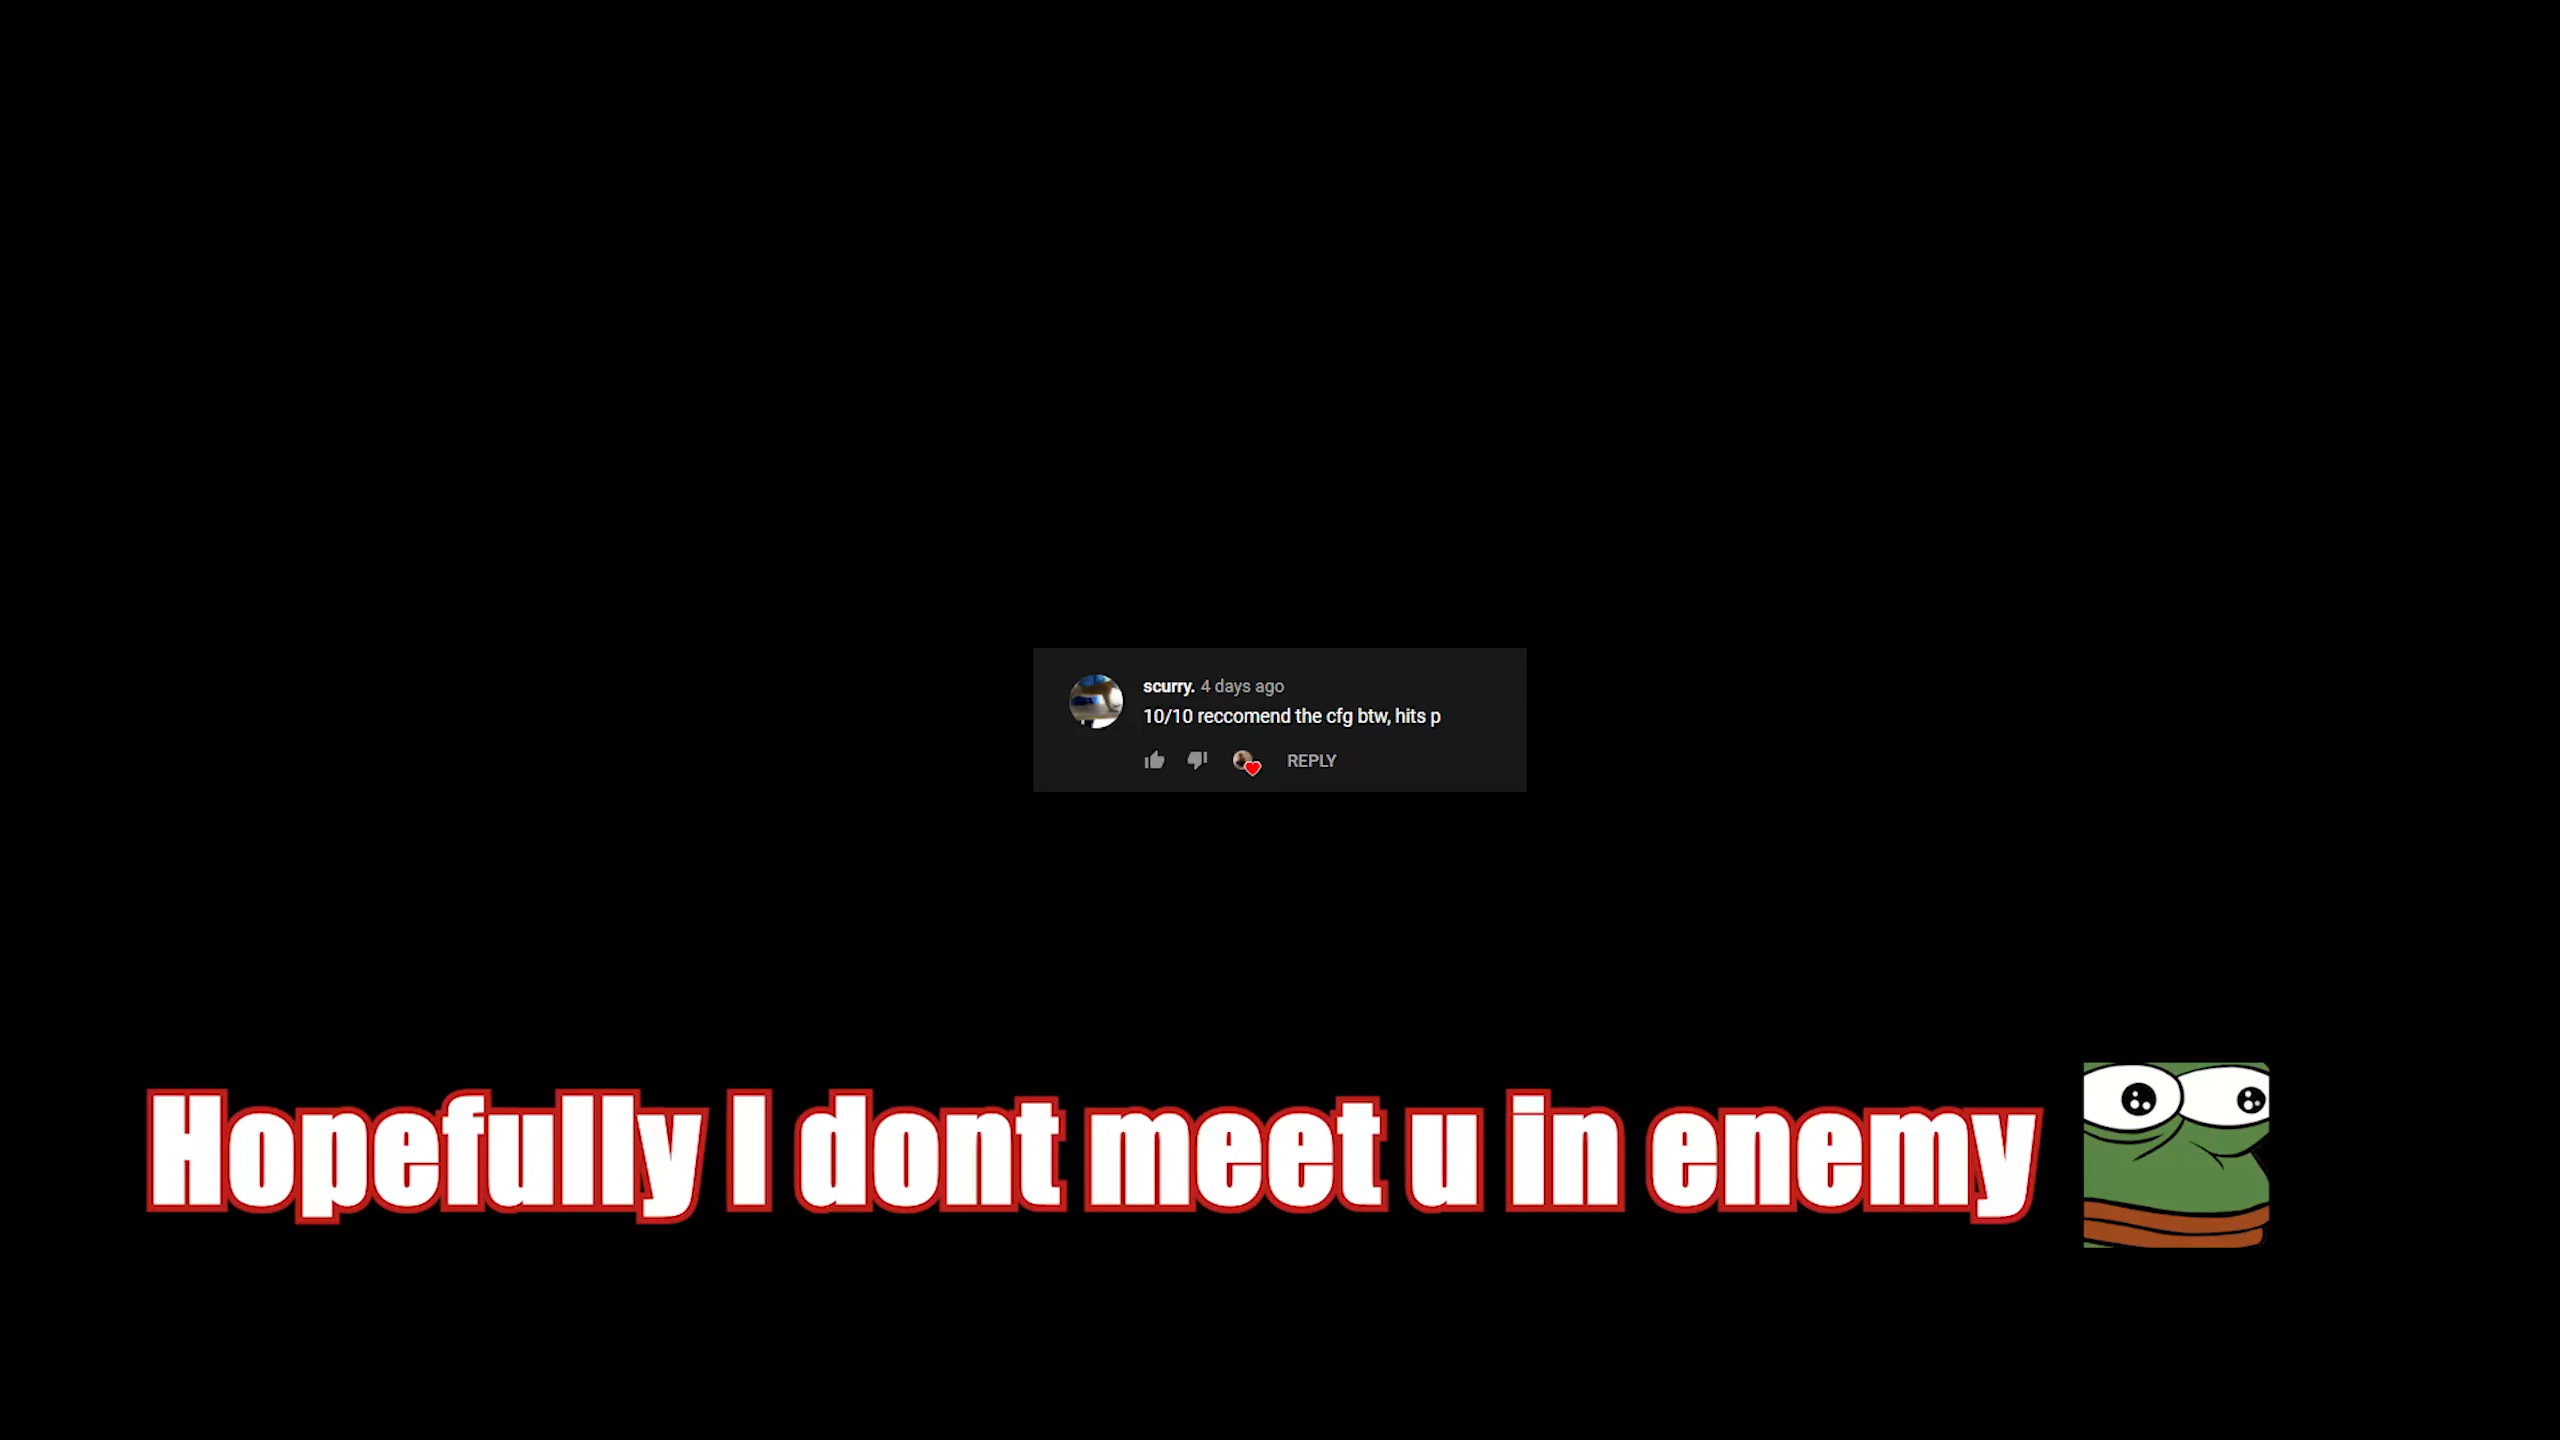 scurry. 4 days ago
10/10 reccomend the cfg btw, hits p
REPLY
Hopefully I dont meet u in enemy